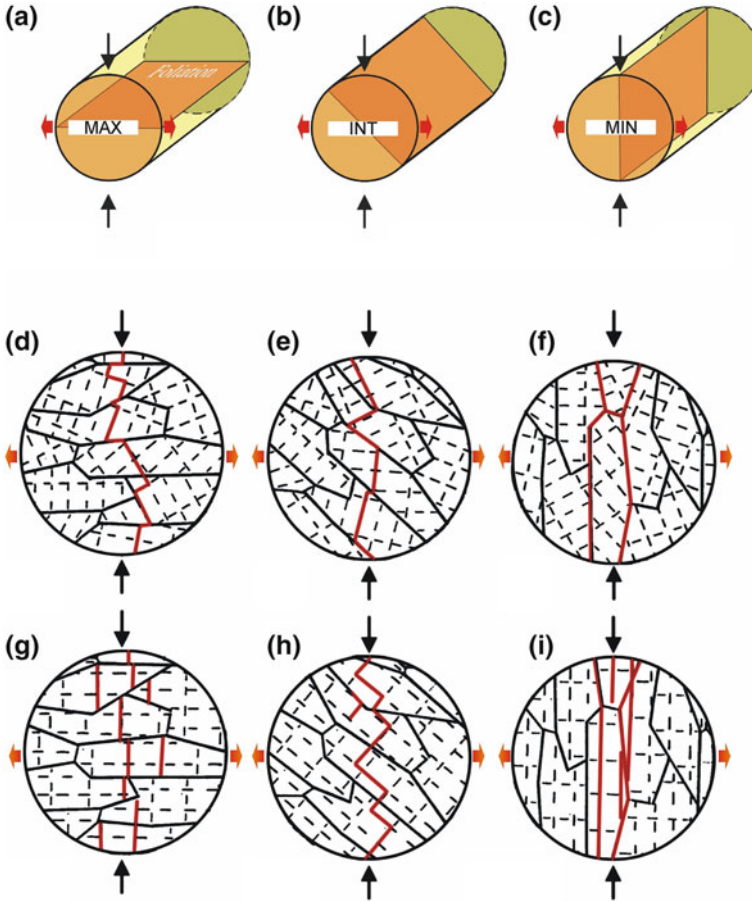 (a)
(b)
(c)
Foliation
MAX
INT
MIN
(d)
(e)
(f)
(g)
(h)
(i)